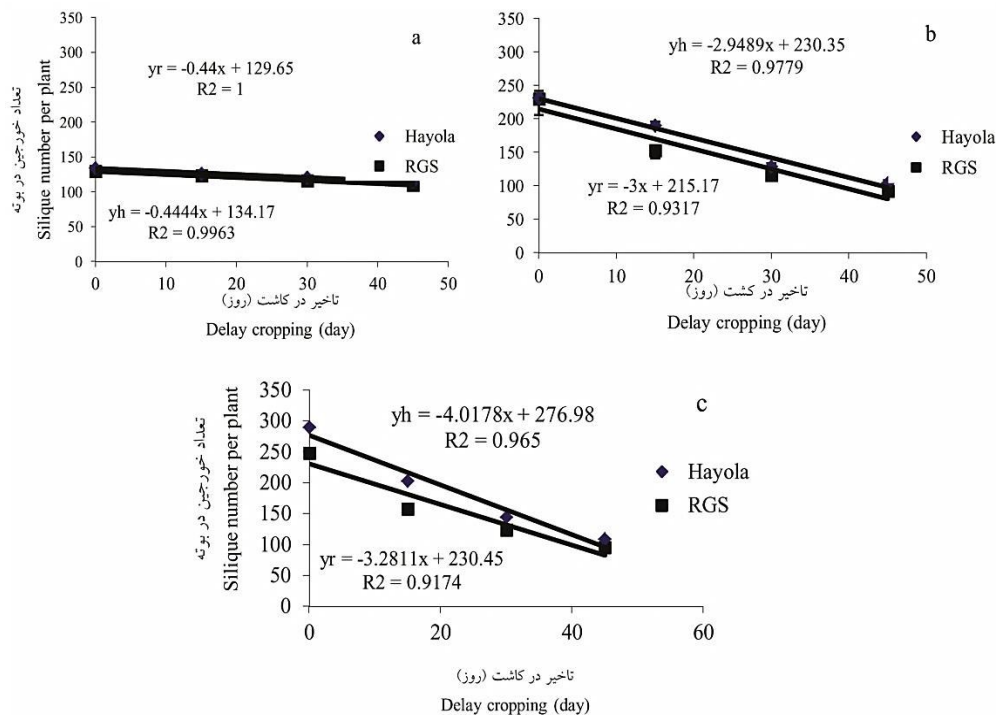 a
350
300
250
200
150
100
50
0
0 10 20 30 40 50
yr = -0.44x + 129.65
R2 = 1
Hayola
RGS
yh = -0.4444x + 134.17
R2 = 0.9963
تعداد خورجین در بوته
Silique number per plant
تاخیر در کاشت (روز)
Delay cropping (day)
b
350
300
250
200
150
100
50
0
0 10 20 30 40 50
yh = -2.9489x + 230.35
R2 = 0.9779
Hayola
RGS
yr = -3x + 215.17
R2 = 0.9317
تاخیر در کشت (روز)
Delay cropping (day)
c
350
300
250
200
150
100
50
0
0 20 40 60
yh = -4.0178x + 276.98
R2 = 0.965
Hayola
RGS
yr = -3.2811x + 230.45
R2 = 0.9174
تعداد خورجین در بوته
Silique number per plant
تاخیر در کاشت (روز)
Delay cropping (day)